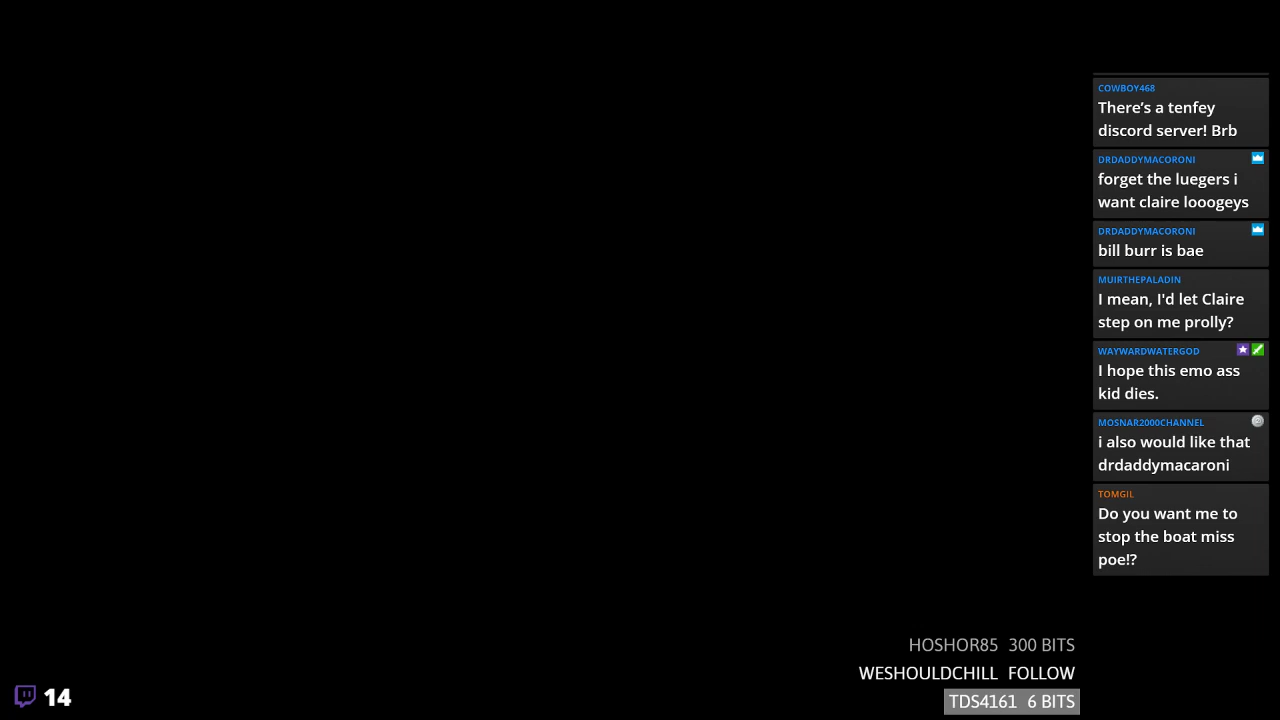 COWBOY468
There's a tenfey
discord server! Brb
DRDADDYMACORONI
forget the luegers i
want claire looogeys
DRDADDYMACORONI
bill burr is bae
MUIRTHEPALADIN
I mean, I'd let Claire
step on me prolly?
WAYWARDWATERGOD
I hope this emo ass
kid dies.
MOSNAR2000CHANNEL
i also would like that
drdaddymacaroni
TOMGIL
Do you want me to
stop the boat miss
poe!?
HOSHOR85 300 BITS
WESHOULDCHILL FOLLOW
TDS4161 6 BITS
14